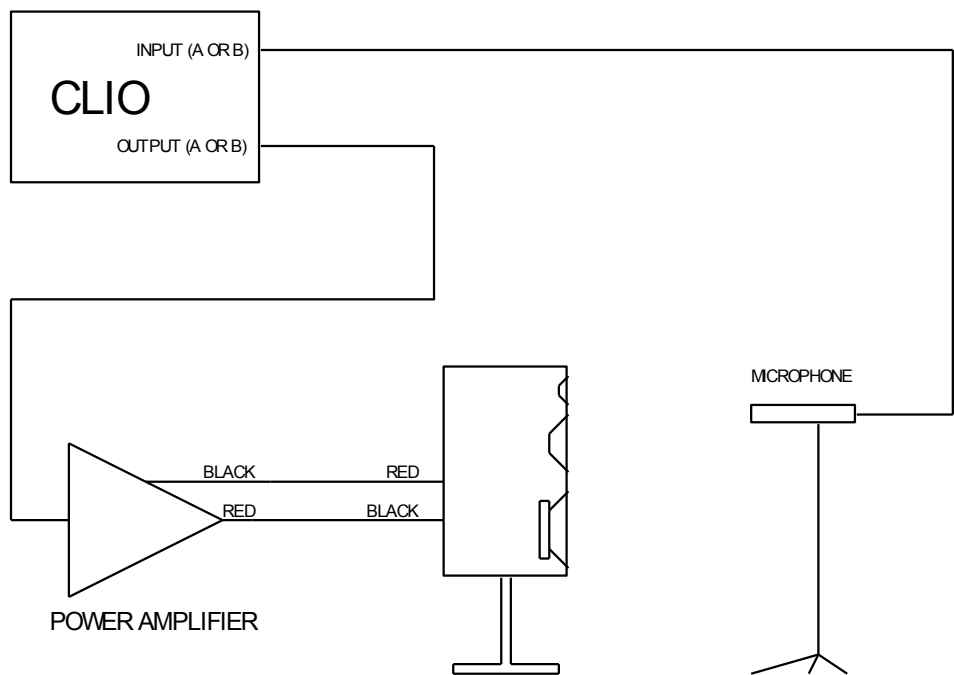 INPUT (A OR B)
CLIO
OUTPUT (A OR B)
MICROPHONE
BLACK RED
RED BLACK
POWER AMPLIFIER